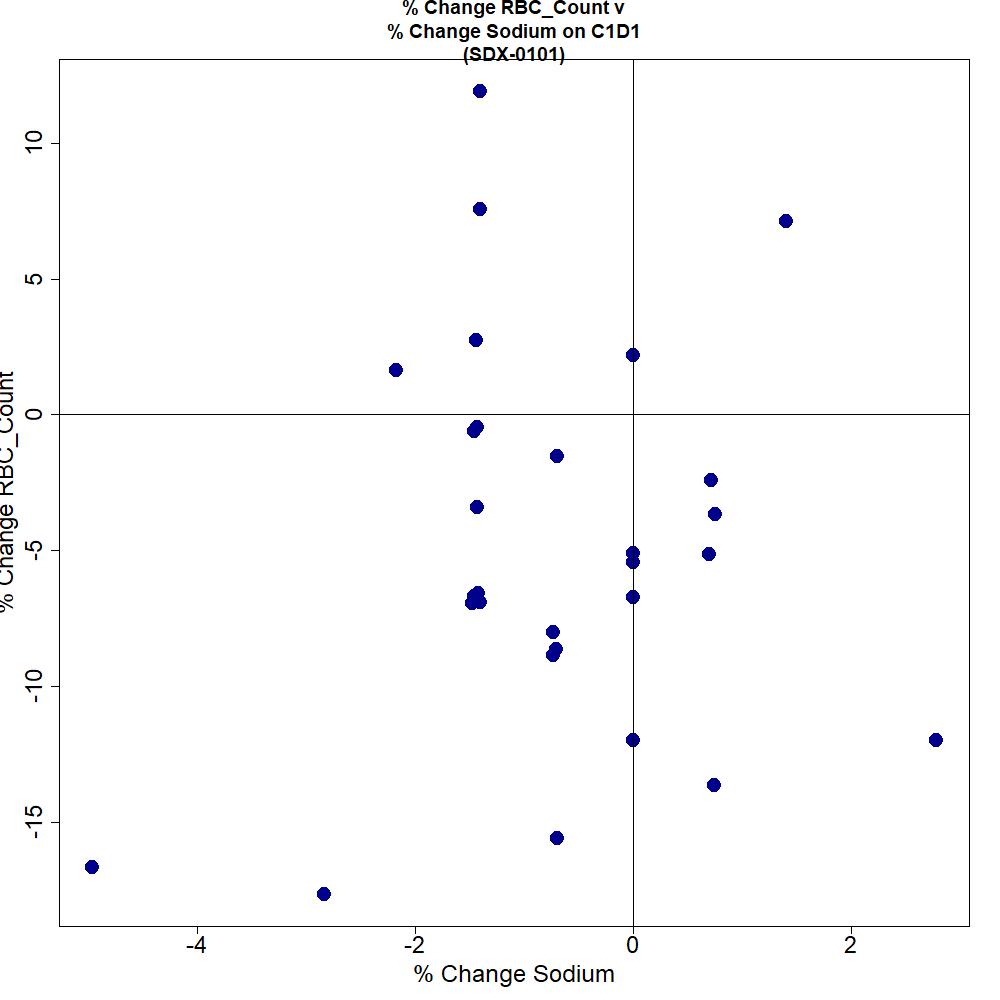 % Change RBC_Count v
% Change Sodium on C1D1
(SDX-0101)
10
5
0
-5
-10
-15
% Change RBC_Count
-4
-2
0
2
% Change Sodium